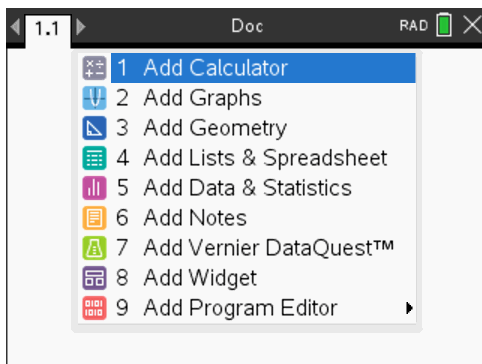 1.1 Doc RAD
1 Add Calculator
2 Add Graphs
3 Add Geometry
4 Add Lists & Spreadsheet
5 Add Data & Statistics
6 Add Notes
7 Add Vernier DataQuest™
8 Add Widget
9 Add Program Editor